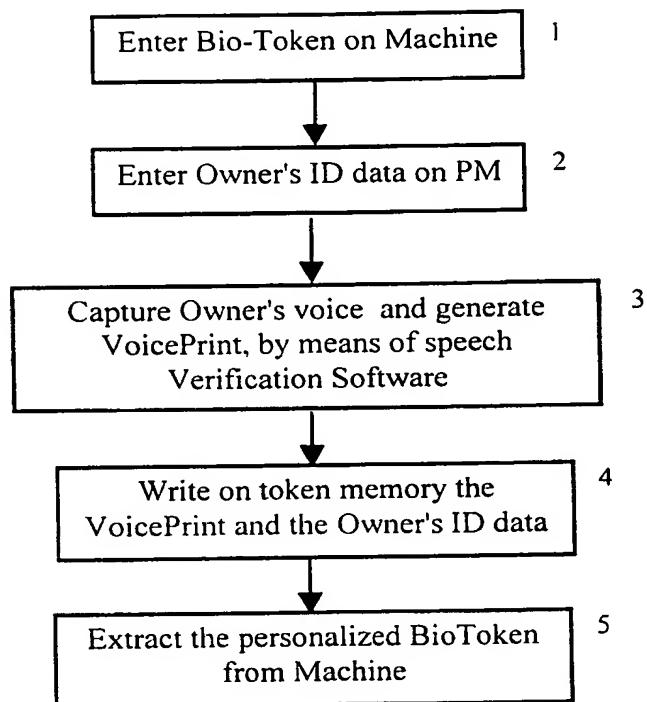 Enter Bio-Token on Machine 1
Enter Owner's ID data on PM 2
Capture Owner's voice and generate 3
VoicePrint, by means of speech
Verification Software
Write on token memory the 4
VoicePrint and the Owner's ID data
Extract the personalized BioToken 5
from Machine